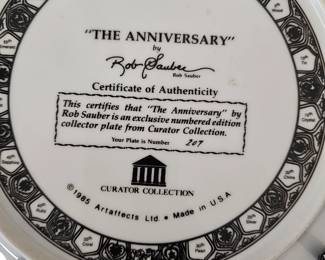 "THE ANNIVERSARY"
by
Rob Sauber
Rob Sauber
Certificate of Authenticity
This certifies that "The Anniversary" by
Rob Sauber is an exclusive numbered edition
collector plate from Curator Collection.
Your Plate is Number 207
CURATOR COLLECTION
©1985 Artaffects Ltd. • Made in U.S.A